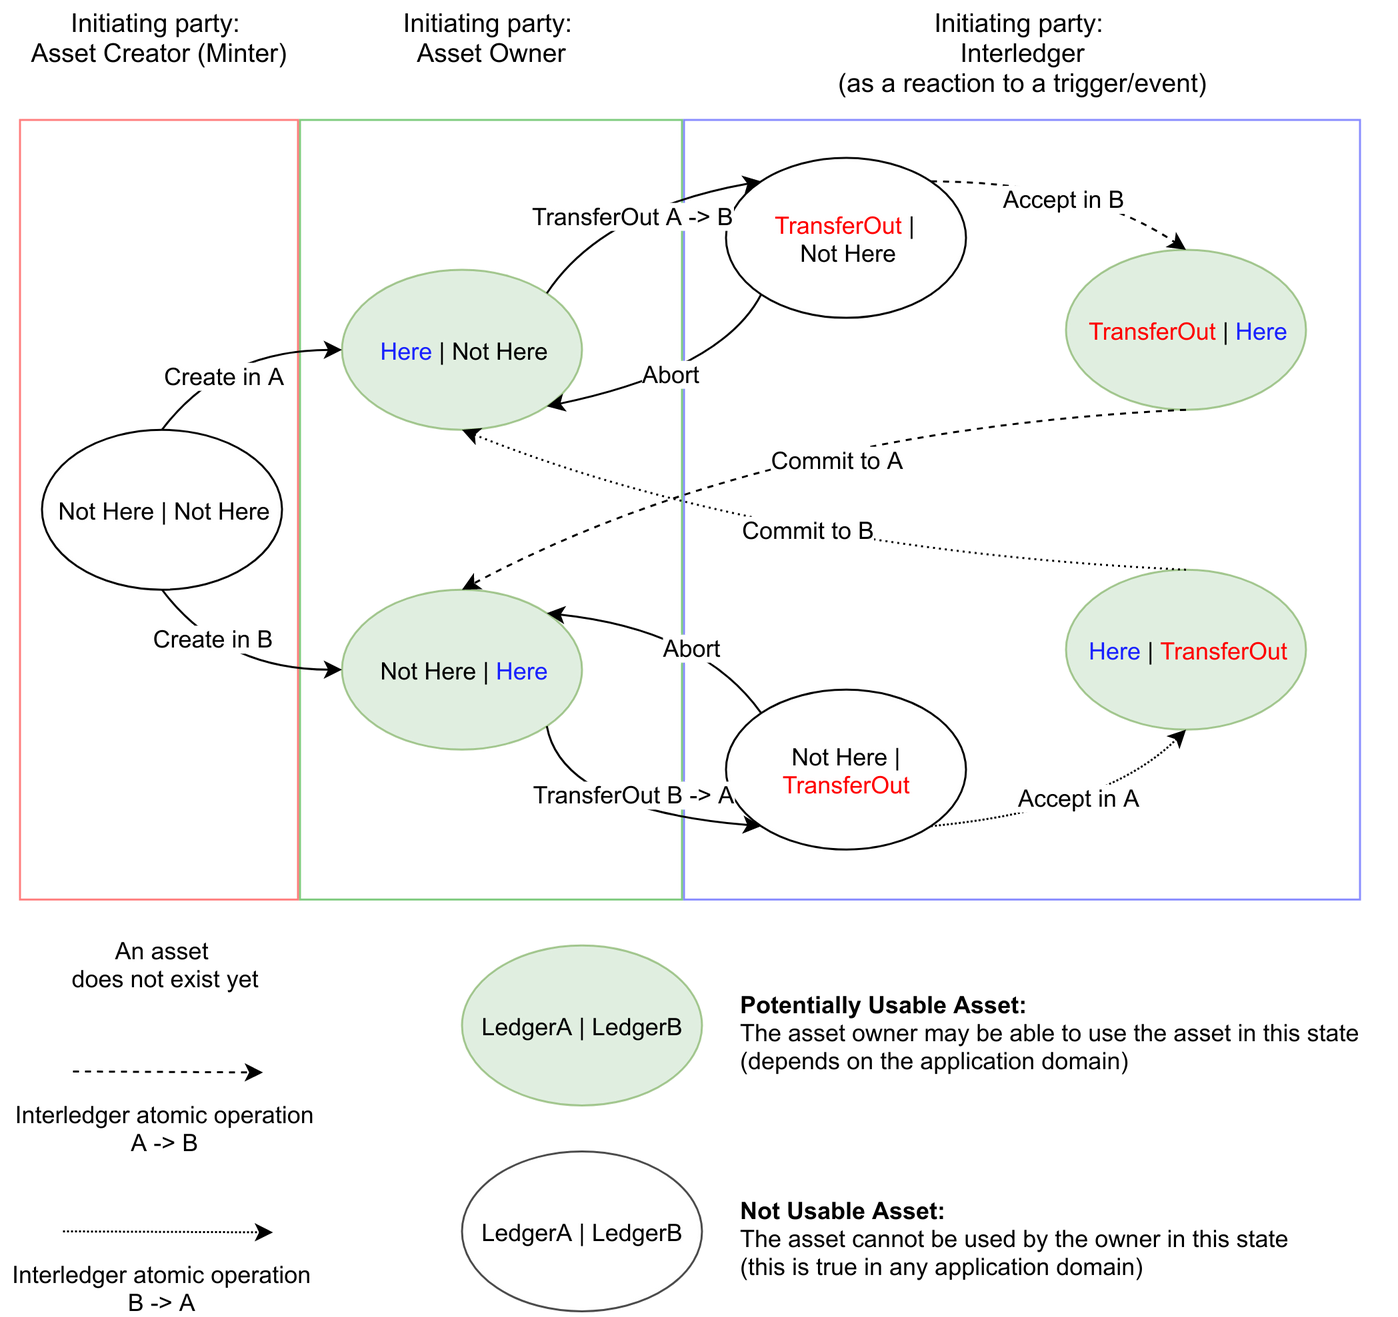 Initiating party:
Asset Creator (Minter)
Initiating party:
Asset Owner
Initiating party:
Interledger
(as a reaction to a trigger/event)
TransferOut A -> B
TransferOut |
Not Here
Accept in B
Here | Not Here
TransferOut | Here
Create in A
Abort
Commit to A
Not Here | Not Here
Commit to B
Create in B
Abort
Not Here | Here
Here | TransferOut
Not Here |
TransferOut
TransferOut B -> A
Accept in A
An asset
does not exist yet
LedgerA | LedgerB
Potentially Usable Asset:
The asset owner may be able to use the asset in this state
(depends on the application domain)
Interledger atomic operation
A -> B
LedgerA | LedgerB
Not Usable Asset:
The asset cannot be used by the owner in this state
(this is true in any application domain)
Interledger atomic operation
B -> A